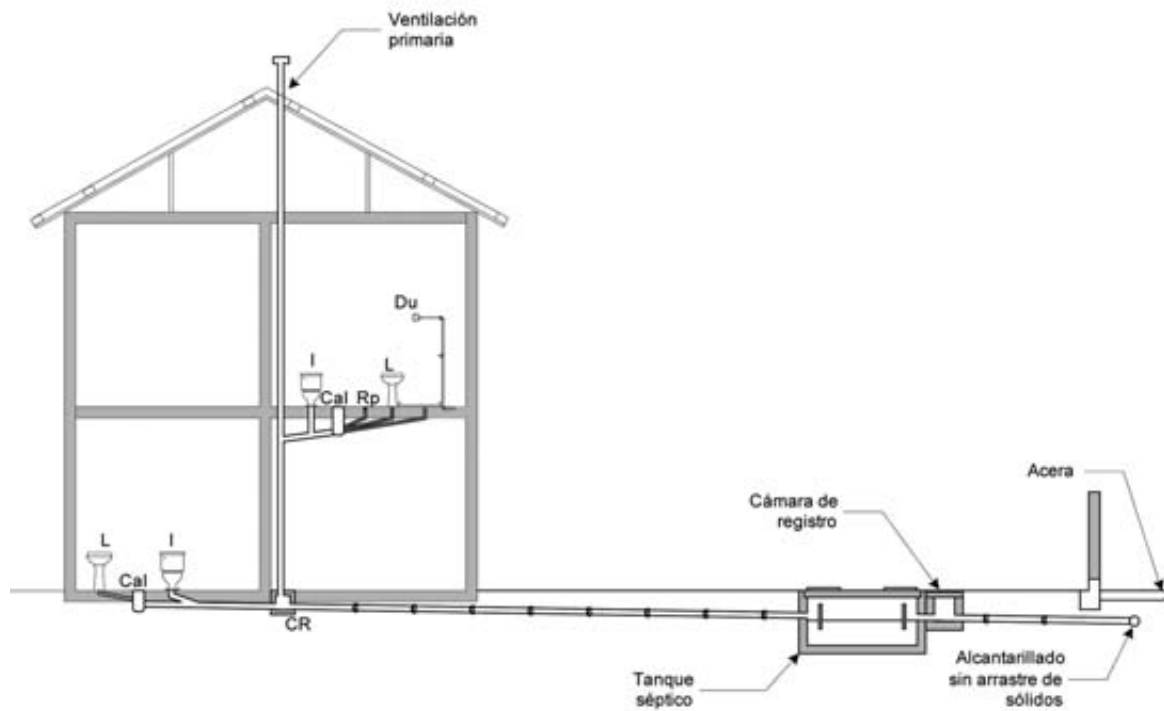 Ventilación
primaria
Du
I
L
Cal
Rp
Acera
Cámara de
registro
L
I
Cal
CR
Tanque
séptico
Alcantarillado
sin arrastre de
sólidos